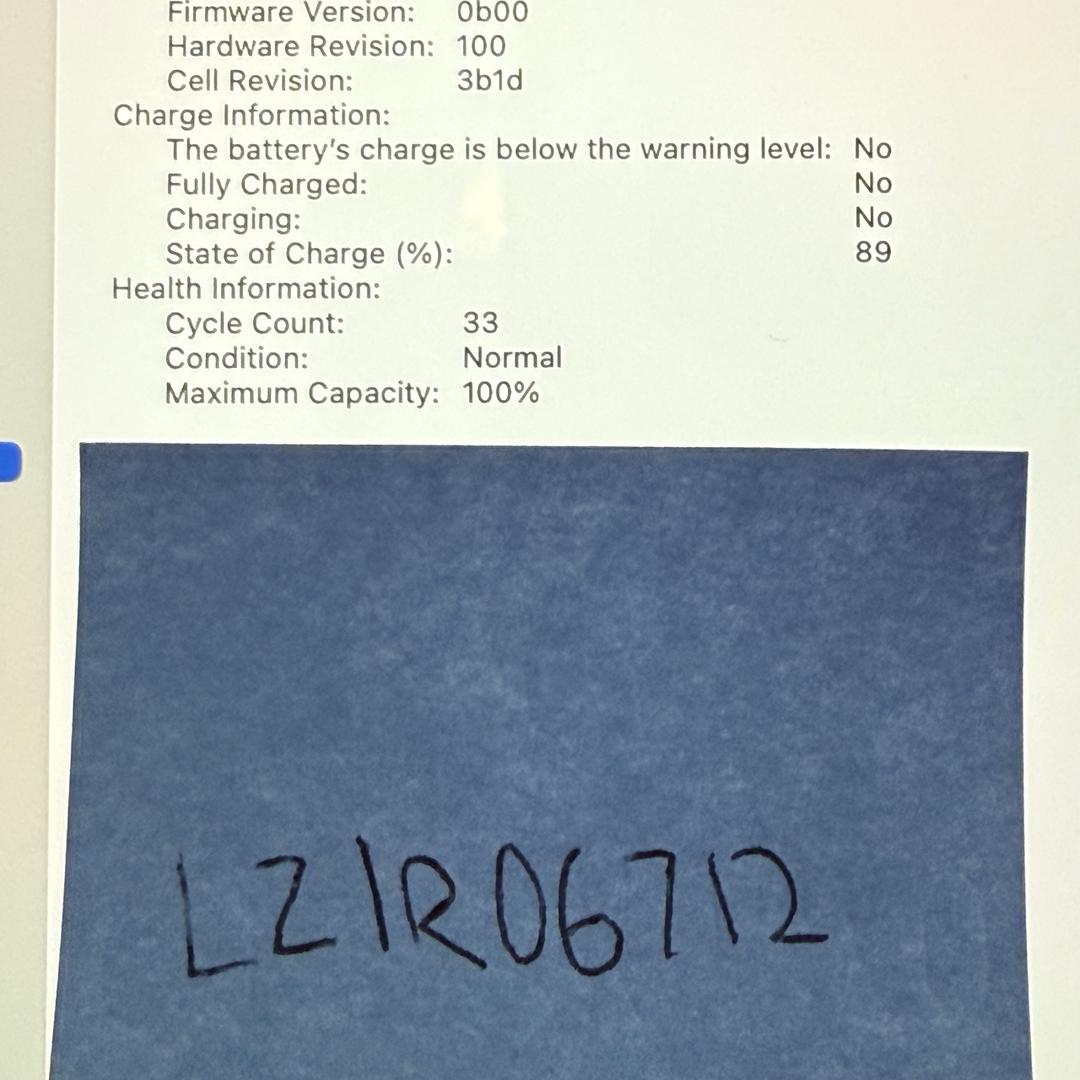 Firmware Version: 0b00
Hardware Revision: 100
Cell Revision: 3b1d
Charge Information:
The battery's charge is below the warning level: No
Fully Charged: No
Charging: No
State of Charge (%): 89
Health Information:
Cycle Count: 33
Condition: Normal
Maximum Capacity: 100%
LZ1R06712